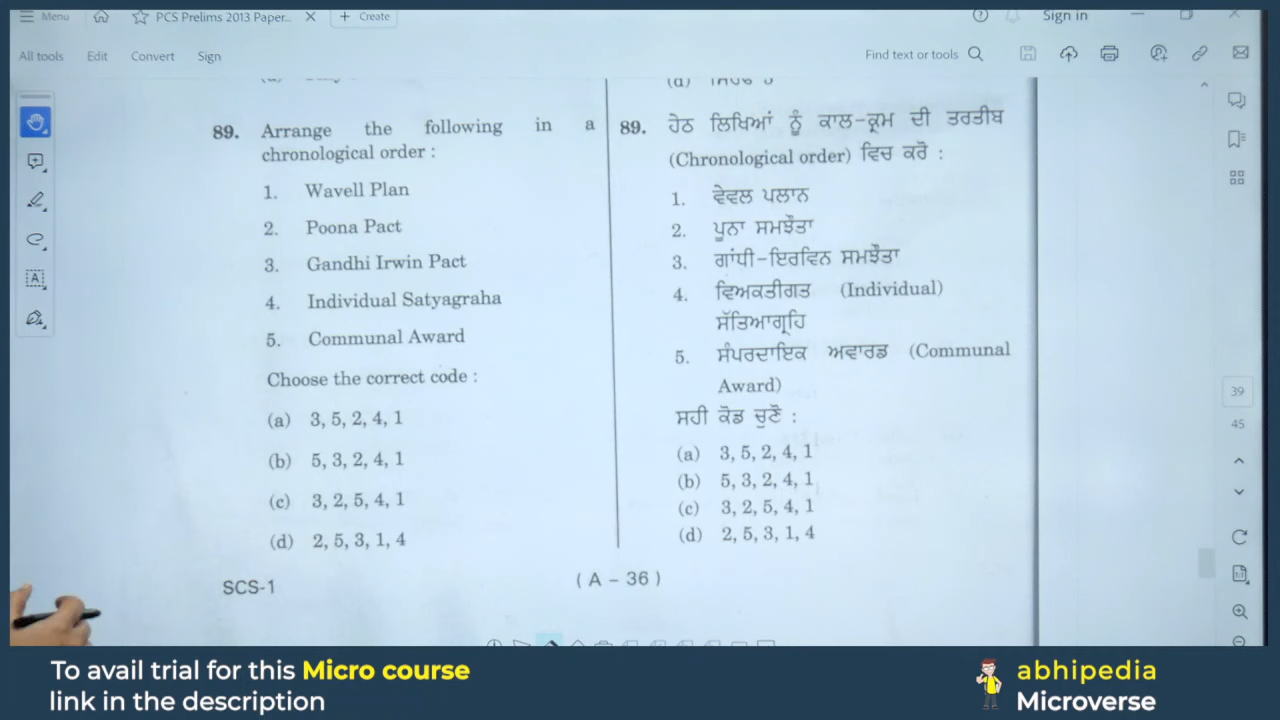 Menu
PCS Prelims 2013 Paper...
Create
Sign in
All tools Edit Convert Sign
Find text or tools
89. Arrange the following in a
chronological order :
1. Wavell Plan
2. Poona Pact
3. Gandhi Irwin Pact
4. Individual Satyagraha
5. Communal Award
Choose the correct code :
(a) 3, 5, 2, 4, 1
(b) 5, 3, 2, 4, 1
(c) 3, 2, 5, 4, 1
(d) 2, 5, 3, 1, 4
SCS-1
89. ਹੇਠ ਲਿਖਿਆਂ ਨੂੰ ਕਾਲ-ਕ੍ਰਮ ਦੀ ਤਰਤੀਬ
(Chronological order) ਵਿਚ ਕਰੋ :
1. ਵੇਵਲ ਪਲਾਨ
2. ਪੂਨਾ ਸਮਝੌਤਾ
3. ਗਾਂਧੀ-ਇਰਵਿਨ ਸਮਝੌਤਾ
4. ਵਿਅਕਤੀਗਤ (Individual)
ਸੱਤਿਆਗ੍ਰਹਿ
5. ਸੰਪਰਦਾਇਕ ਅਵਾਰਡ (Communal
Award)
ਸਹੀ ਕੋਡ ਚੁਣੋ :
(a) 3, 5, 2, 4, 1
(b) 5, 3, 2, 4, 1
(c) 3, 2, 5, 4, 1
(d) 2, 5, 3, 1, 4
( A – 36 )
39
45
To avail trial for this Micro course
link in the description
abhipedia
Microverse